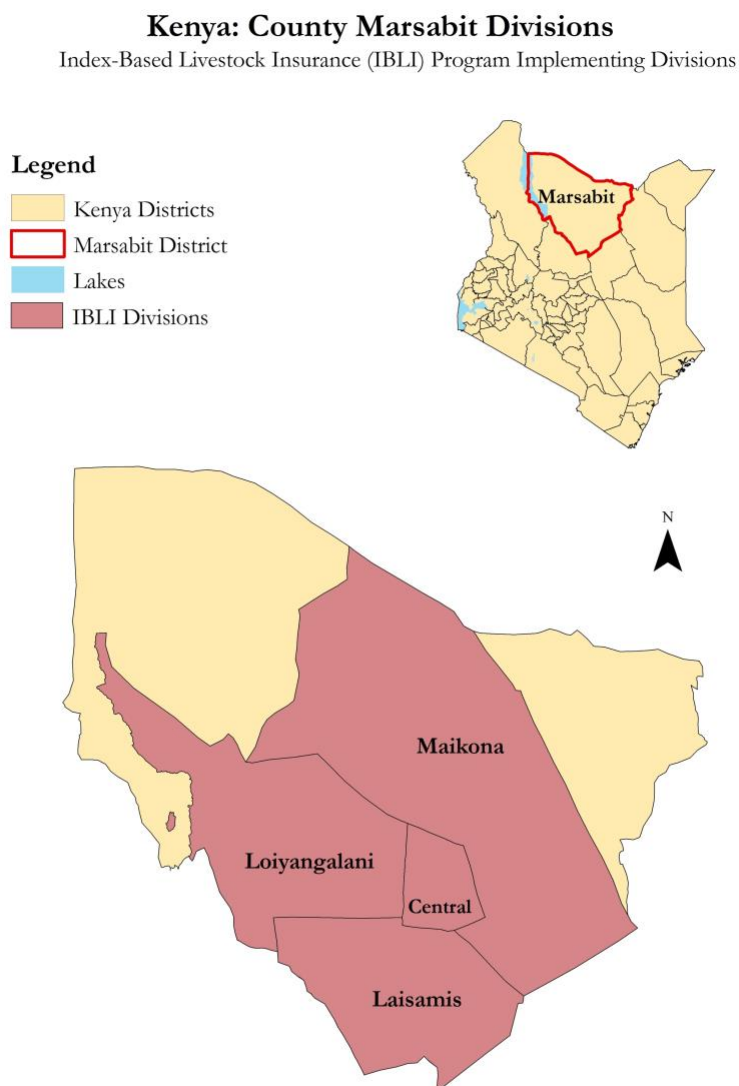 Kenya: County Marsabit Divisions
Index-Based Livestock Insurance (IBLI) Program Implementing Divisions
Legend
Kenya Districts
Marsabit District
Lakes
IBLI Divisions
Marsabit
N
Maikona
Loiyangalani
Central
Laisamis